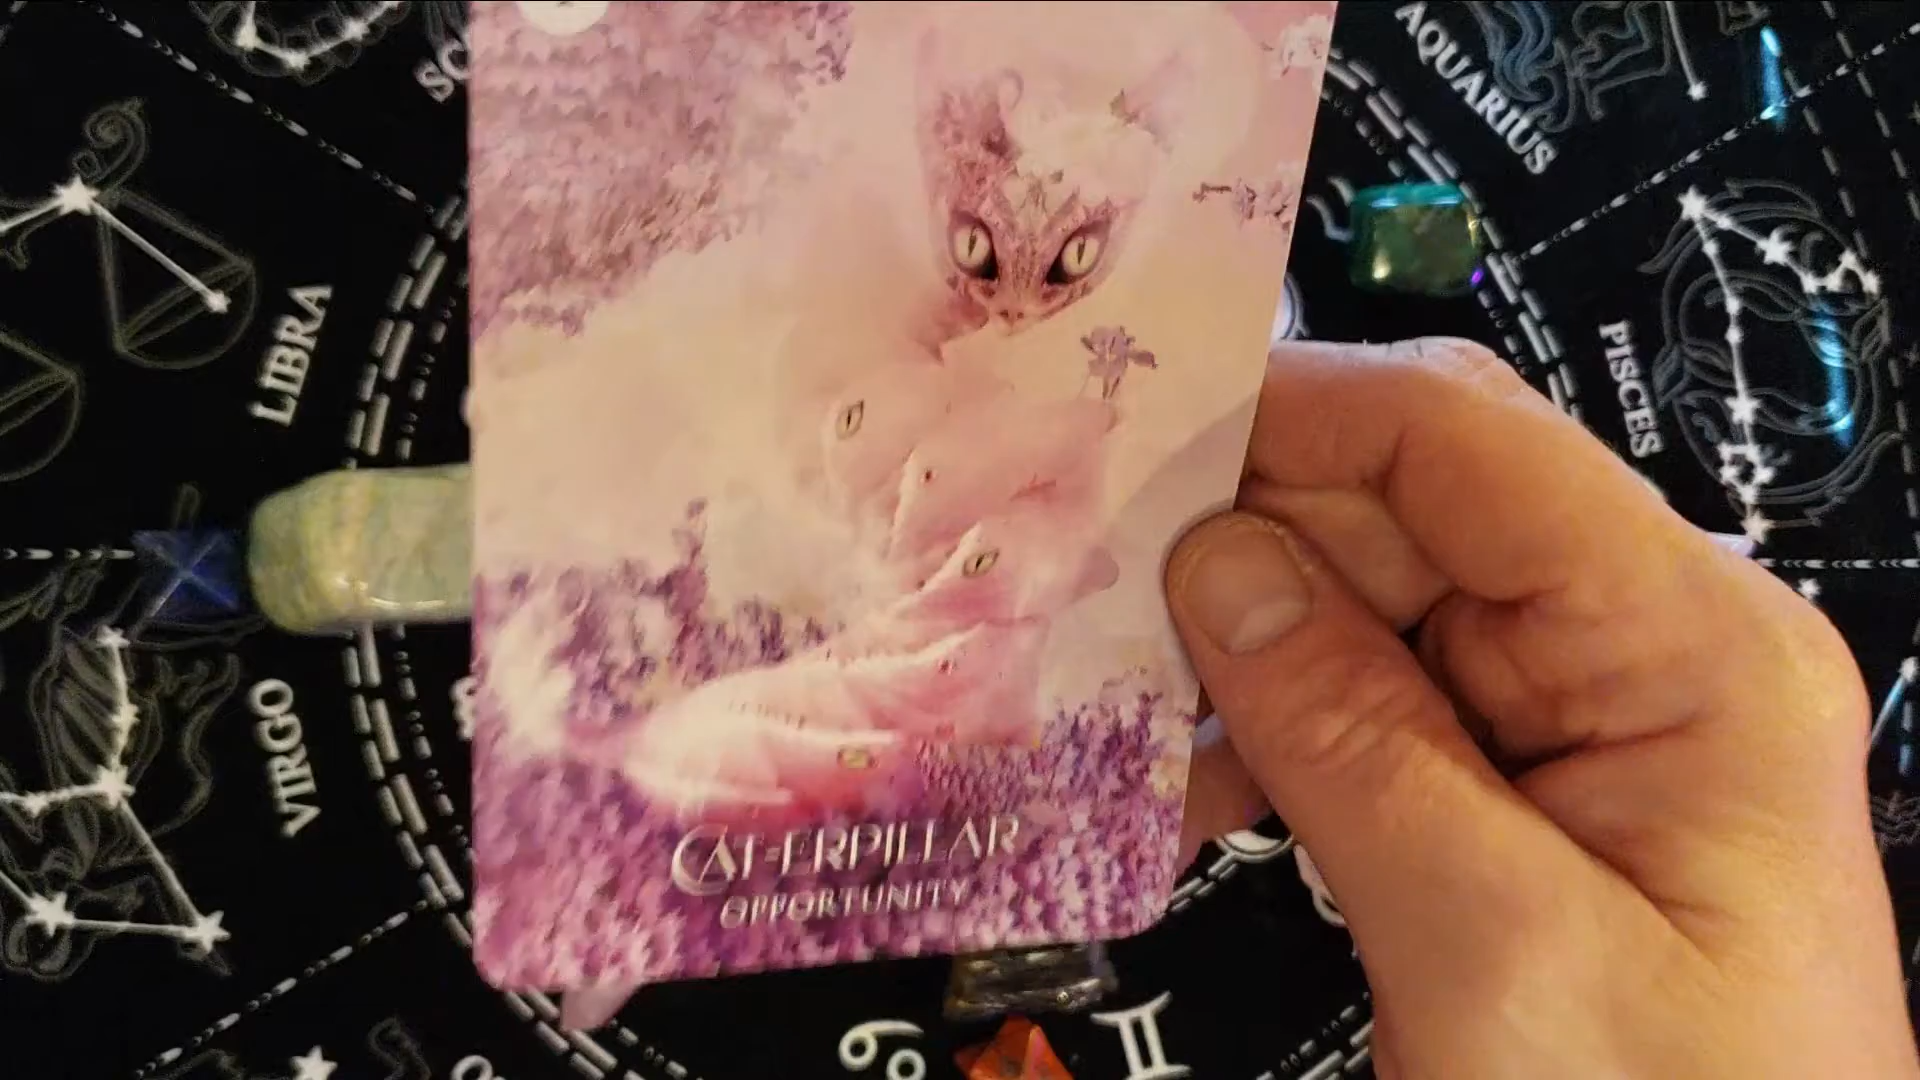 AQUARIUS
LIBRA
PISCES
VIRGO
CAT-ERPILLAR
OPPORTUNITY